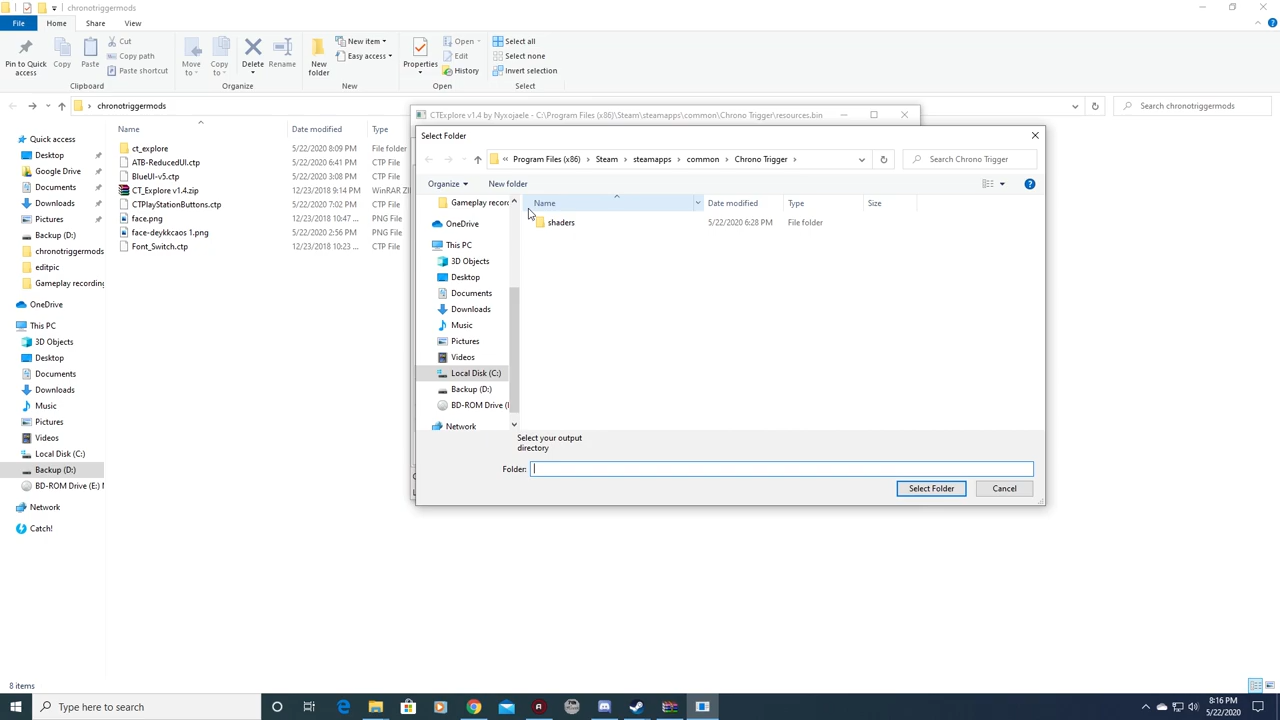 chronotriggermods
File Home Share View
Pin to Quick access
Copy
Paste
Cut
Copy path
Paste shortcut
Clipboard
Move to
Copy to
Delete
Rename
Organize
New folder
New item
Easy access
New
Properties
Open
Edit
History
Open
Select all
Select none
Invert selection
Select
chronotriggermods
Search chronotriggermods
Quick access
Desktop
Google Drive
Documents
Downloads
Pictures
Backup (D:)
chronotriggermods
editpic
Gameplay recording
OneDrive
This PC
3D Objects
Desktop
Documents
Downloads
Music
Pictures
Videos
Local Disk (C:)
Backup (D:)
BD-ROM Drive (E:)
Network
Catch!
Name Date modified Type
ct_explore 5/22/2020 8:09 PM File folder
ATB-ReducedUI.ctp 5/22/2020 6:41 PM CTP File
BlueUI-v5.ctp 5/22/2020 3:08 PM CTP File
CT_Explore v1.4.zip 12/23/2018 9:14 PM WinRAR ZI
CTPlayStationButtons.ctp 5/22/2020 7:02 PM CTP File
face.png 12/23/2018 10:47 ... PNG File
face-deykkcaos 1.png 5/22/2020 2:56 PM PNG File
Font_Switch.ctp 12/23/2018 10:23 ... CTP File
CTExplore v1.4 by Nyxojaele - C:\Program Files (x86)\Steam\steamapps\common\Chrono Trigger\resources.bin
Select Folder
« Program Files (x86) Steam steamapps common Chrono Trigger
Search Chrono Trigger
Organize New folder
Gameplay recor
OneDrive
This PC
3D Objects
Desktop
Documents
Downloads
Music
Pictures
Videos
Local Disk (C:)
Backup (D:)
BD-ROM Drive (
Network
Name Date modified Type Size
shaders 5/22/2020 6:28 PM File folder
Select your output
directory
Folder:
Select Folder Cancel
8 items
Type here to search
8:16 PM
5/22/2020